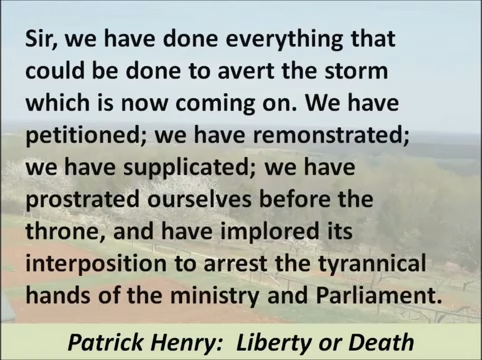 Sir, we have done everything that
could be done to avert the storm
which is now coming on. We have
petitioned; we have remonstrated;
we have supplicated; we have
prostrated ourselves before the
throne, and have implored its
interposition to arrest the tyrannical
hands of the ministry and Parliament.
Patrick Henry:  Liberty or Death